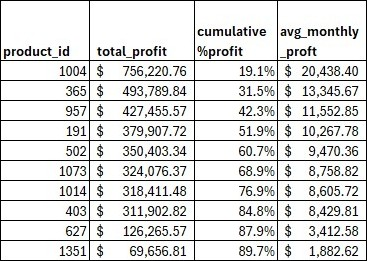 product_id total_profit cumulative %profit avg_monthly _proft
1004 $ 756,220.76 19.1% $ 20,438.40
365 $ 493,789.84 31.5% $ 13,345.67
957 $ 427,455.57 42.3% $ 11,552.85
191 $ 379,907.72 51.9% $ 10,267.78
502 $ 350,403.34 60.7% $ 9,470.36
1073 $ 324,076.37 68.9% $ 8,758.82
1014 $ 318,411.48 76.9% $ 8,605.72
403 $ 311,902.82 84.8% $ 8,429.81
627 $ 126,265.57 87.9% $ 3,412.58
1351 $ 69,656.81 89.7% $ 1,882.62